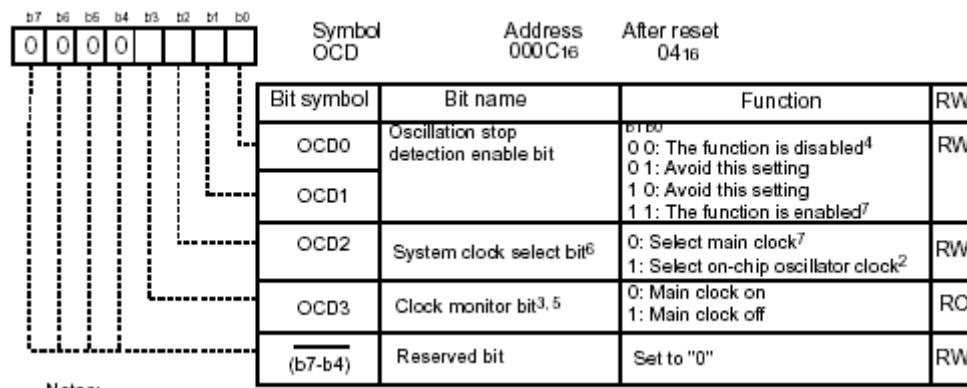 b7 b6 b5 b4 b3 b2 b1 b0
0 0 0 0
Symbol Address After reset
OCD 000C16 0416
Bit symbol Bit name Function RW
OCD0 Oscillation stop detection enable bit b1 b0 RW
0 0: The function is disabled4
0 1: Avoid this setting
OCD1 1 0: Avoid this setting
1 1: The function is enabled7
OCD2 System clock select bit6 0: Select main clock7 RW
1: Select on-chip oscillator clock2
OCD3 Clock monitor bit3, 5 0: Main clock on RO
1: Main clock off
(b7-b4) Reserved bit Set to "0" RW
Notes: